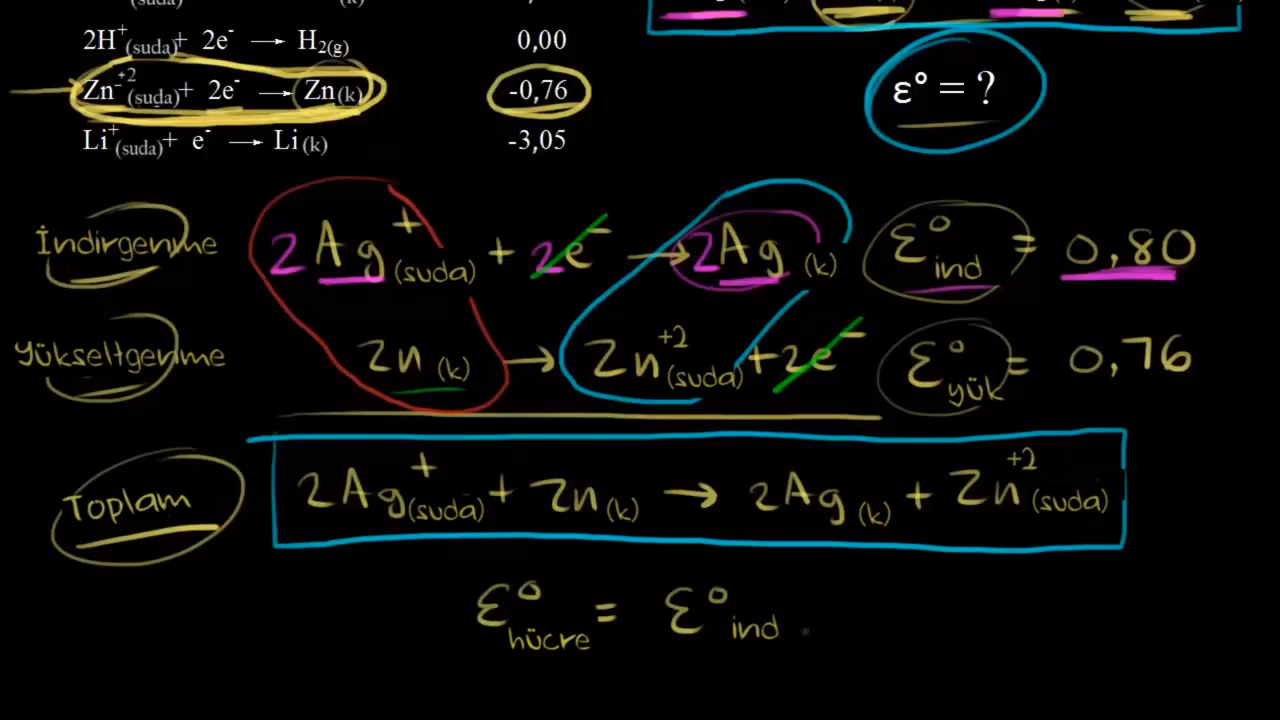 2H⁺(suda) + 2e⁻ → H₂(g) 0,00
Zn⁺²(suda) + 2e⁻ → Zn(k) -0,76
ε° = ?
Li⁺(suda) + e⁻ → Li(k) -3,05
İndirgenme 2Ag⁺(suda) + 2e⁻ → 2Ag(k) ε°ind = 0,80
Yükseltgenme Zn(k) → Zn⁺²(suda) + 2e⁻ ε°yük = 0,76
Toplam 2Ag⁺(suda) + Zn(k) → 2Ag(k) + Zn⁺²(suda)
ε°hücre = ε°ind